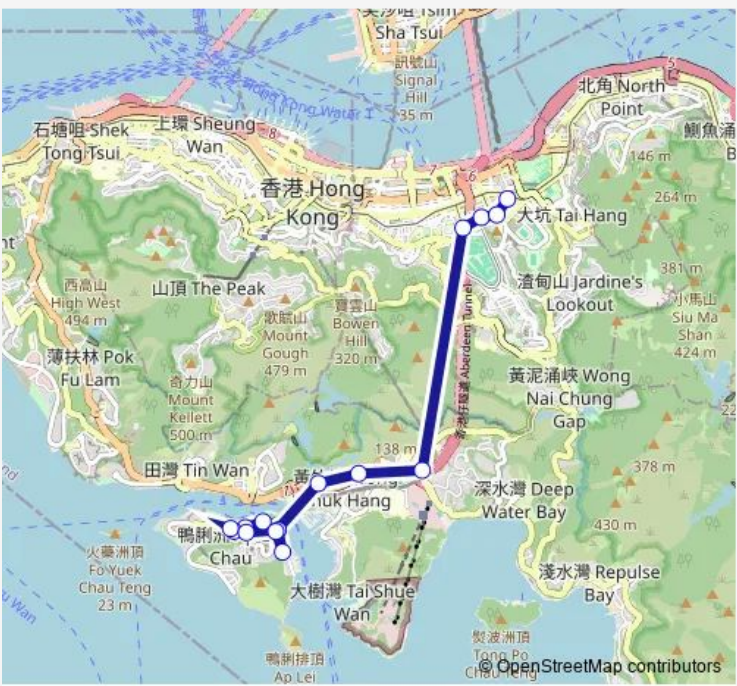 Tsim
Sha Tsui
訊號山
Signal
Hill
35 m
5
北角 North
Point
上環 Sheung
Wan
石塘咀 Shek
Tong Tsui
8
7
6
鰂魚涌
146 m
264 m
香港 Hong
Kong
大坑 Tai Hang
381 m
西高山
High West
494 m
山頂 The Peak
渣甸山 Jardine's
Lookout
小馬山
Siu Ma
Shan
424 m
歌賦山
Mount
Gough
479 m
寶雲山
Bowen
Hill
320 m
香港仔隧道 Aberdeen Tunnel
薄扶林 Pok
Fu Lam
奇力山
Mount
Kellett
500 m
黃泥涌峽 Wong
Nai Chung
Gap
138 m
田灣 Tin Wan
378 m
深水灣 Deep
Water Bay
430 m
Chau
火藥洲頂
Fo Yuek
Chau Teng
23 m
淺水灣 Repulse
Bay
大樹灣 Tai Shue
Wan
熨波洲頂
Tong Po
Chau Teng
鴨脷排頂
Ap Lei
© OpenStreetMap contributors